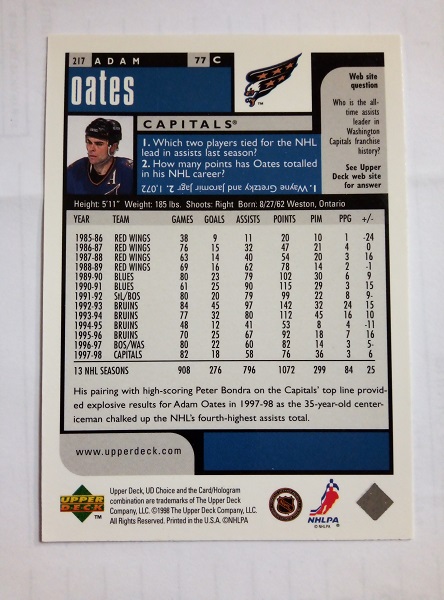 217 ADAM 77 C
oates
CAPITALS®
1. Which two players tied for the NHL
lead in assists last season?
2. How many points has Oates totalled
in his NHL career?
1. Wayne Gretzky and Jaromir Jagr 2. 1,072
Web site
question
Who is the all-
time assists
leader in
Washington
Capitals franchise
history?
See Upper
Deck web site
for answer
Height: 5'11" Weight: 185 lbs. Shoots: Right Born: 8/27/62 Weston, Ontario
YEAR TEAM GAMES GOALS ASSISTS POINTS PIM PPG +/-
1985-86 RED WINGS 38 9 11 20 10 1 -24
1986-87 RED WINGS 76 15 32 47 21 4 0
1987-88 RED WINGS 63 14 40 54 20 3 16
1988-89 RED WINGS 69 16 62 78 14 2 -1
1989-90 BLUES 80 23 79 102 30 6 9
1990-91 BLUES 61 25 90 115 29 3 15
1991-92 StL/BOS 80 20 79 99 22 8 9-
1992-93 BRUINS 84 45 97 142 32 24 15
1993-94 BRUINS 77 32 80 112 45 16 10
1994-95 BRUINS 48 12 41 53 8 4 -11
1995-96 BRUINS 70 25 67 92 18 7 16
1996-97 BOS/WAS 80 22 60 82 14 3 5-
1997-98 CAPITALS 82 18 58 76 36 3 6
13 NHL SEASONS 908 276 796 1072 299 84 25
His pairing with high-scoring Peter Bondra on the Capitals' top line provid-
ed explosive results for Adam Oates in 1997-98 as the 35-year-old center-
iceman chalked up the NHL's fourth-highest assists total.
www.upperdeck.com
UPPER
DECK
™
Upper Deck, UD Choice and the Card/Hologram
combination are trademarks of The Upper Deck
Company, LLC. ©1998 The Upper Deck Company, LLC.
All Rights Reserved. Printed in the U.S.A. ©NHLPA
NHLPA
© NHLPA